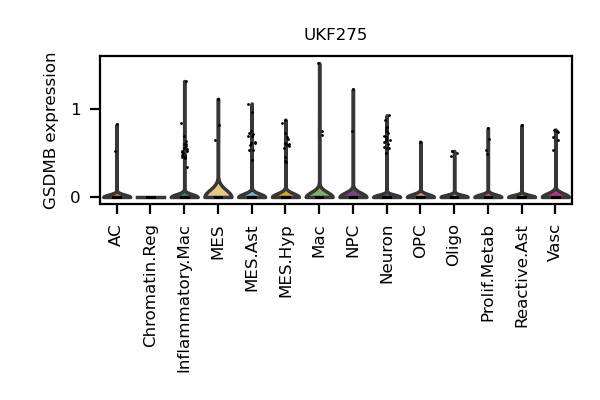 UKF275
GSDMB expression
1
0
AC
Chromatin.Reg
Inflammatory.Mac
MES
MES.Ast
MES.Hyp
Mac
NPC
Neuron
OPC
Oligo
Prolif.Metab
Reactive.Ast
Vasc